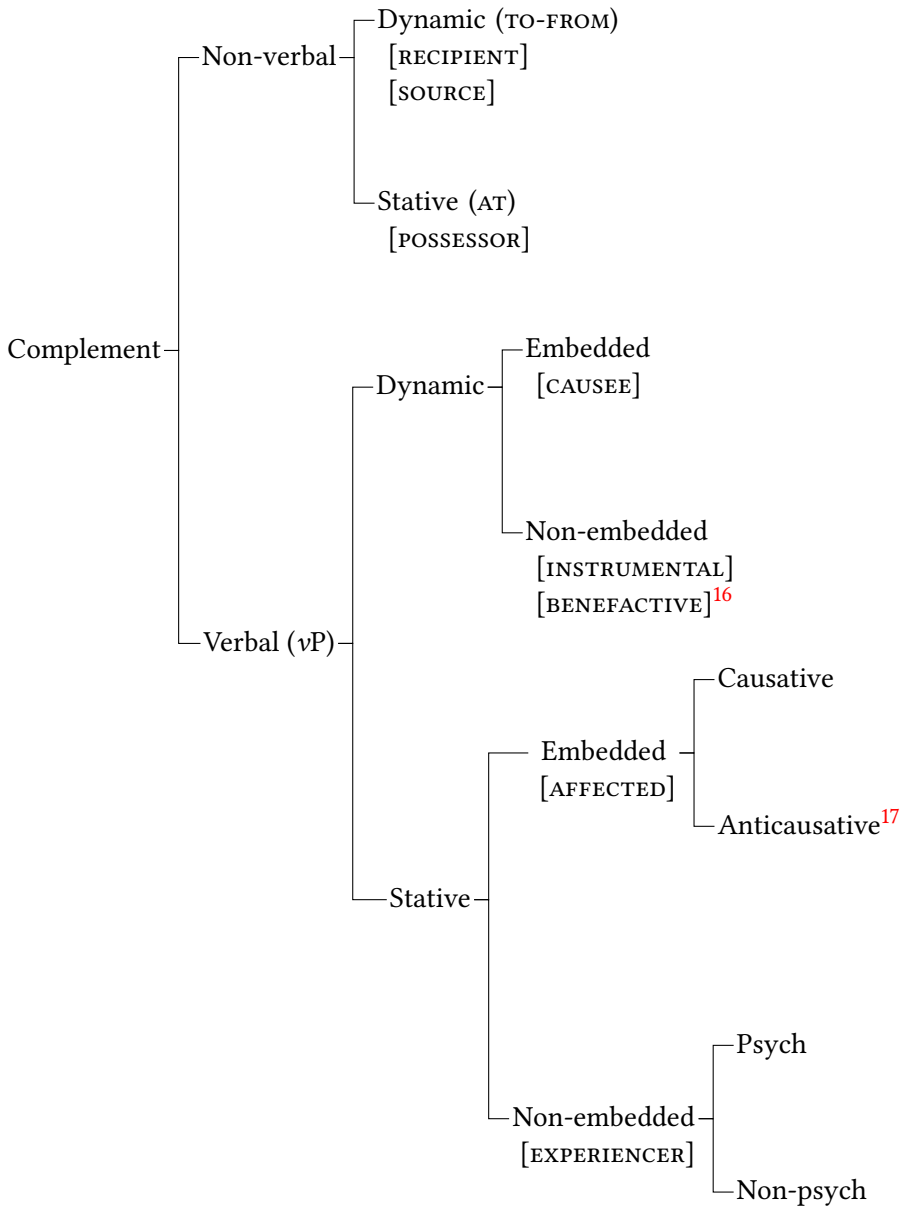 Dynamic (TO-FROM)
Non-verbal
[RECIPIENT]
[SOURCE]
Stative (AT)
[POSSESSOR]
Complement
Embedded
Dynamic
[CAUSEE]
Non-embedded
[INSTRUMENTAL]
[BENEFACTIVE]16
Verbal (vP)
Causative
Embedded
[AFFECTED]
Anticausative17
Stative
Psych
Non-embedded
[EXPERIENCER]
Non-psych